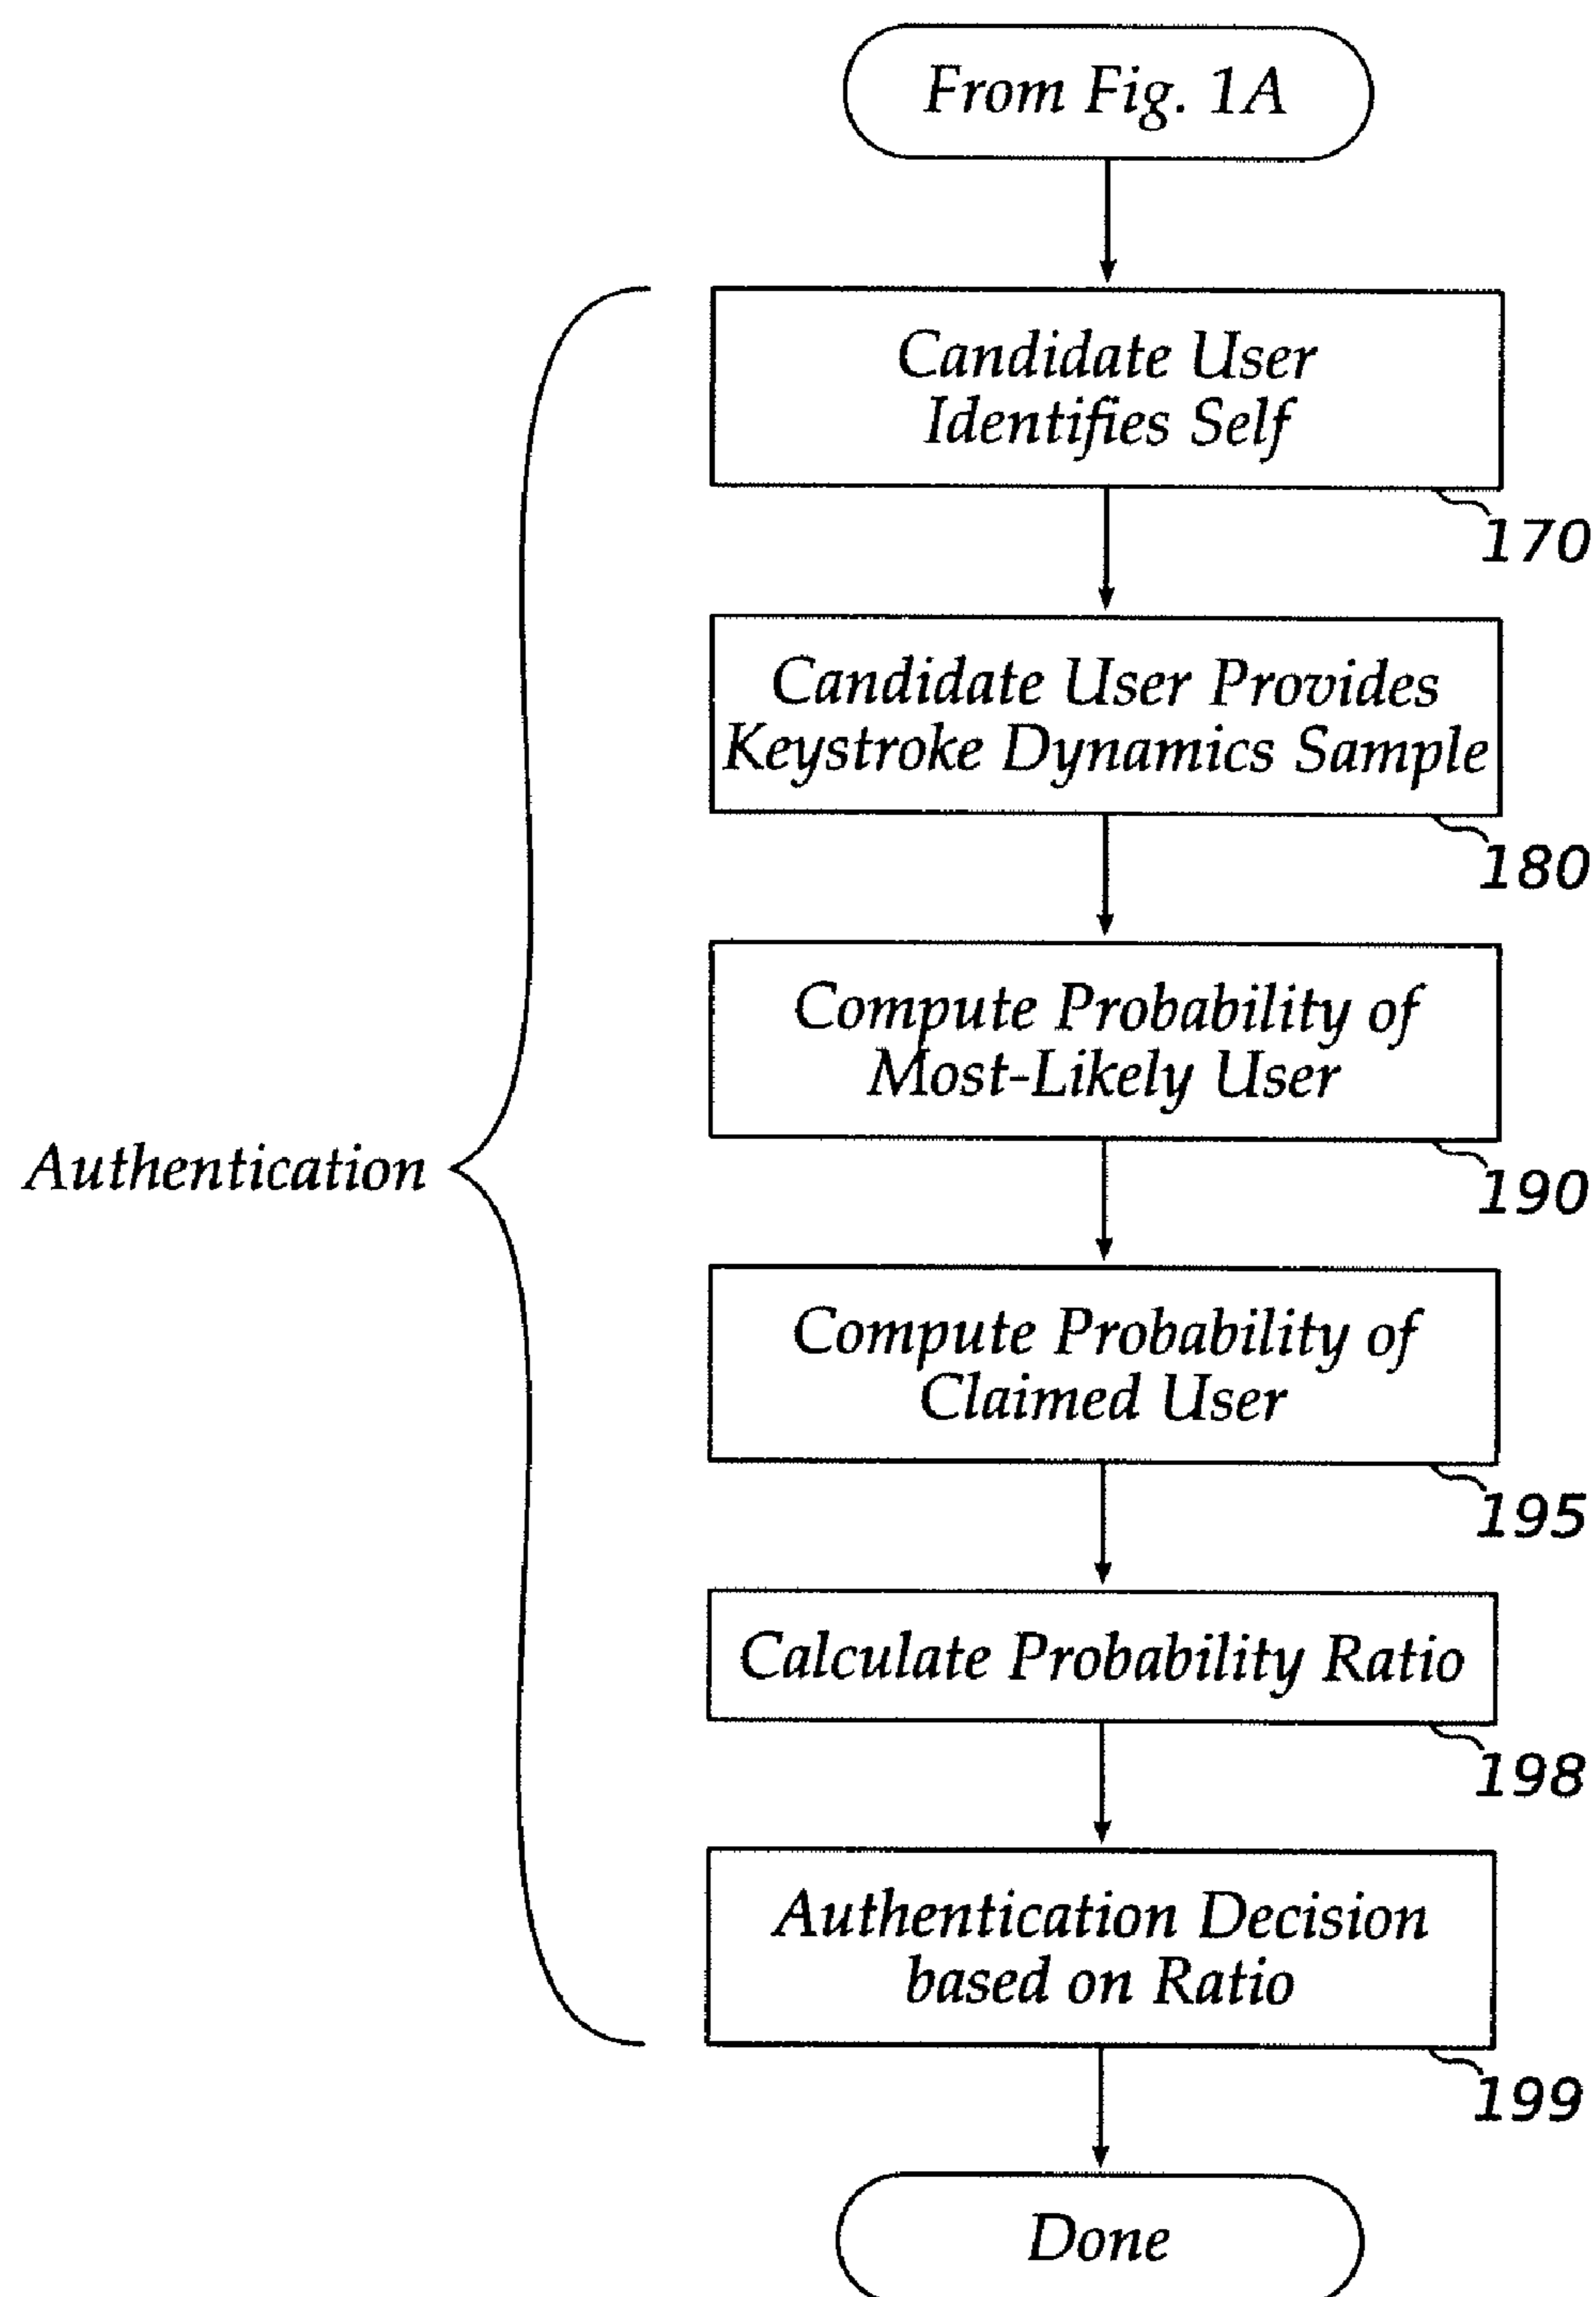 From Fig. 1A
Candidate User
Identifies Self
170
Candidate User Provides
Keystroke Dynamics Sample
180
Compute Probability of
Most-Likely User
190
Authentication
Compute Probability of
Claimed User
195
Calculate Probability Ratio
198
Authentication Decision
based on Ratio
199
Done